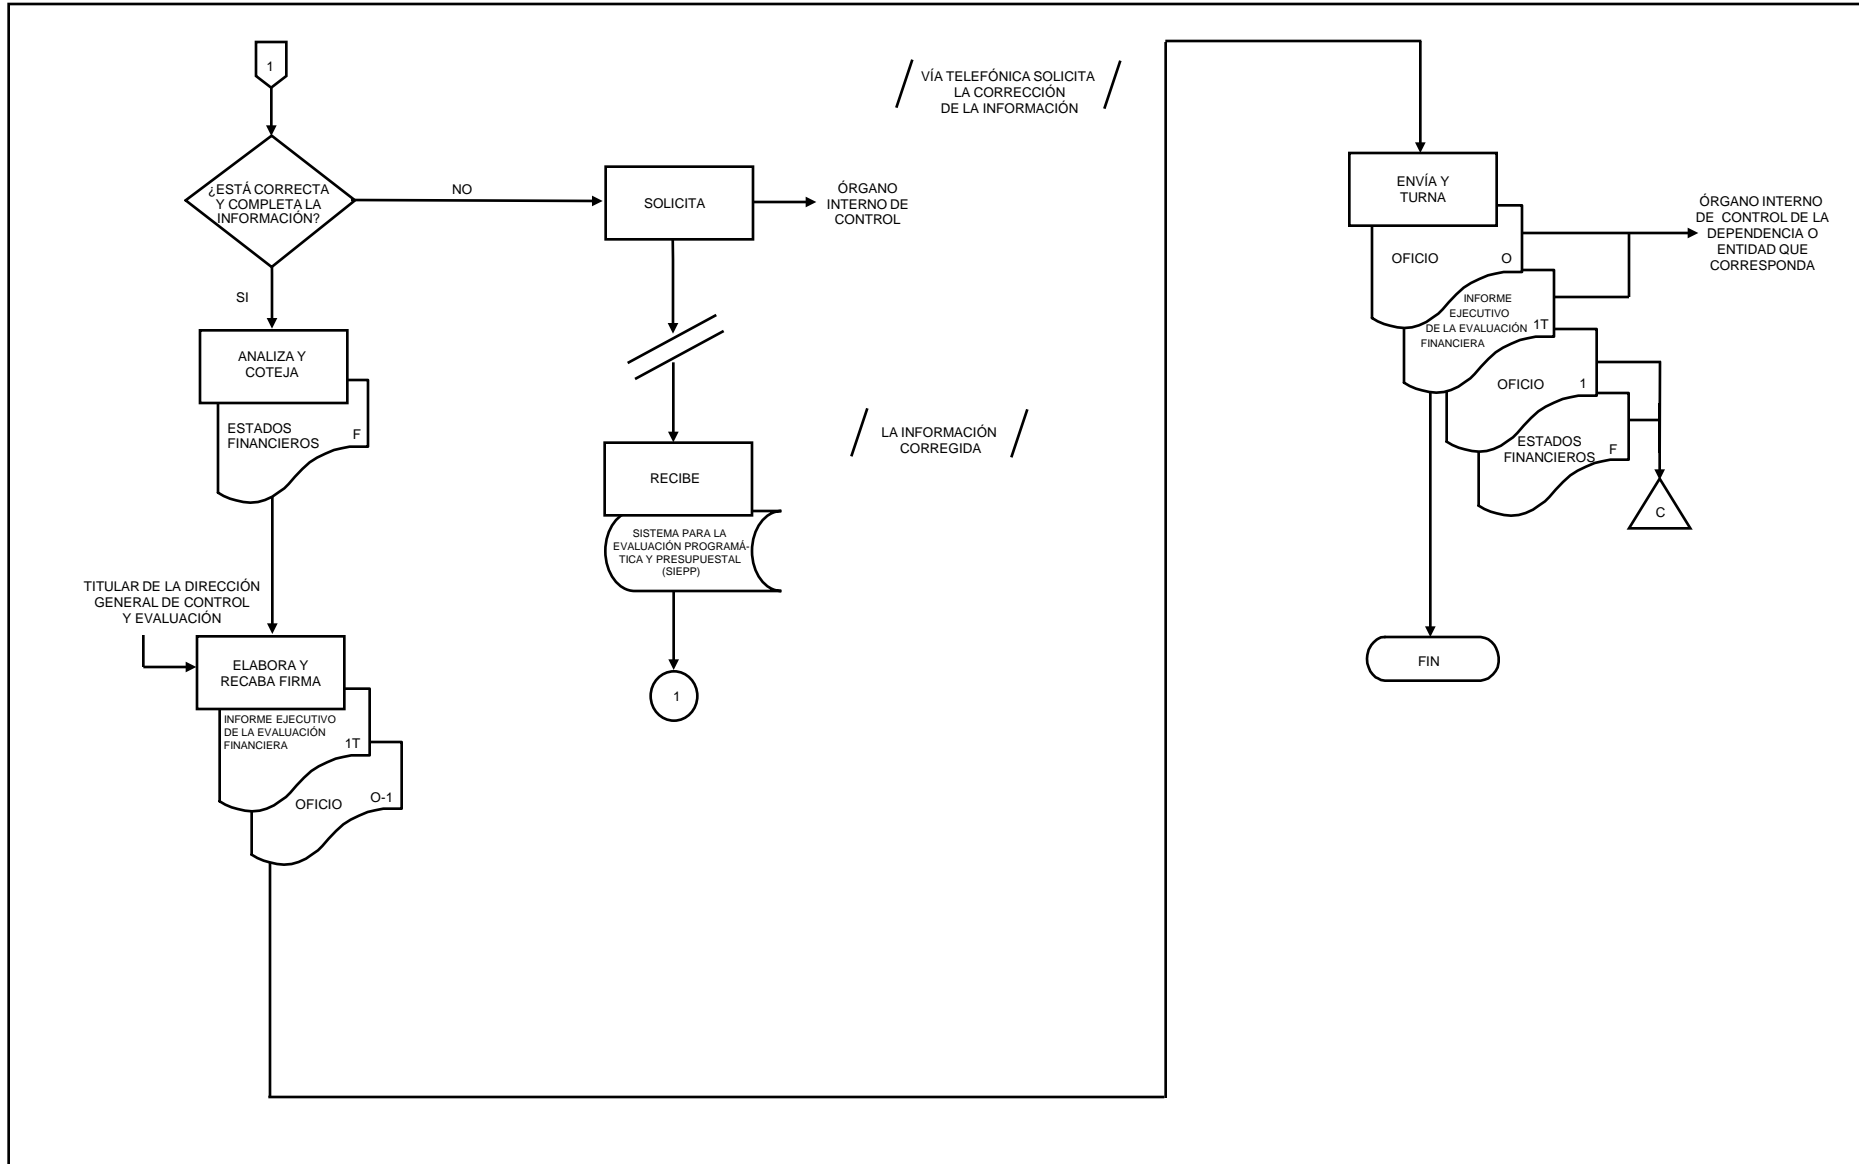 1
¿ESTÁ CORRECTA
Y COMPLETA LA
INFORMACIÓN?
NO
SI
ANALIZA Y
COTEJA
ESTADOS
FINANCIEROS
F
TITULAR DE LA DIRECCIÓN
GENERAL DE CONTROL
Y EVALUACIÓN
ELABORA Y
RECABA FIRMA
INFORME EJECUTIVO
DE LA EVALUACIÓN
FINANCIERA
1T
OFICIO
O-1
SOLICITA
ÓRGANO
INTERNO DE
CONTROL
VÍA TELEFÓNICA SOLICITA
LA CORRECCIÓN
DE LA INFORMACIÓN
RECIBE
LA INFORMACIÓN
CORREGIDA
SISTEMA PARA LA
EVALUACIÓN PROGRAMÁ-
TICA Y PRESUPUESTAL
(SIEPP)
1
ENVÍA Y
TURNA
OFICIO
O
ÓRGANO INTERNO
DE CONTROL DE LA
DEPENDENCIA O
ENTIDAD QUE
CORRESPONDA
INFORME
EJECUTIVO
DE LA EVALUACIÓN
FINANCIERA
1T
OFICIO
1
ESTADOS
FINANCIEROS
F
C
FIN